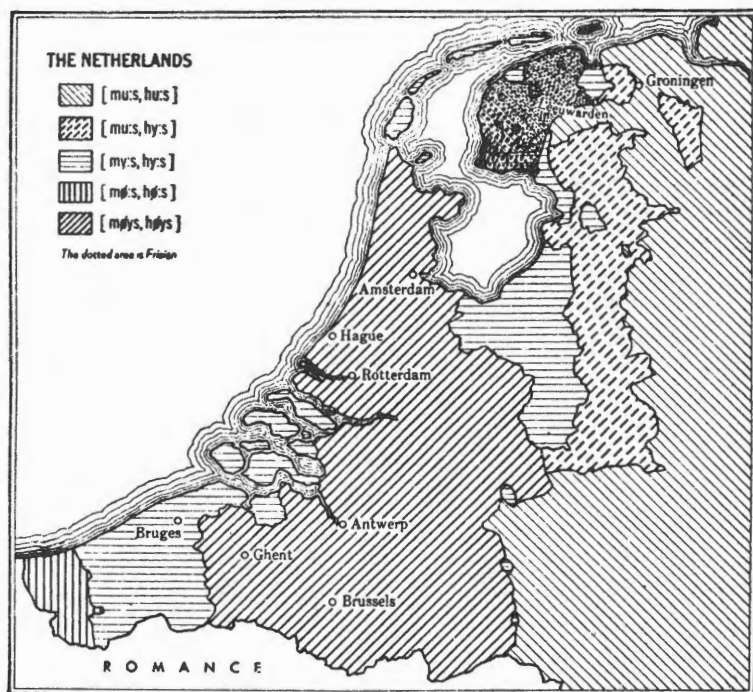 THE NETHERLANDS
[mu:s, hu:s]
[mu:s, hy:s]
[my:s, hy:s]
[mø:s, hø:s]
[møys, høys]
The dotted area is Frisian
Groningen
Amsterdam
Hague
Rotterdam
Bruges
Antwerp
Ghent
Brussels
ROMANCE